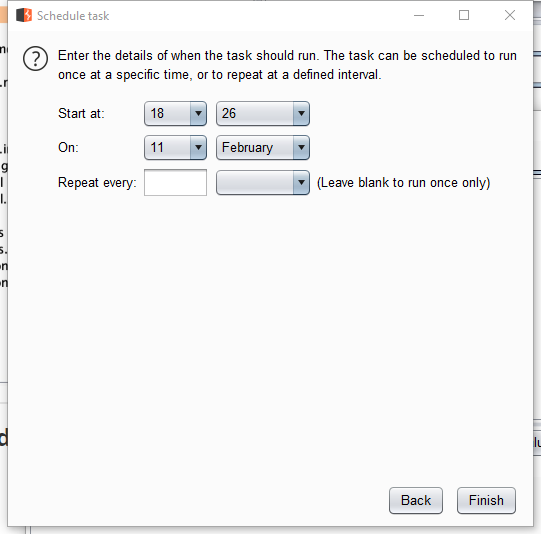 Schedule task
Enter the details of when the task should run. The task can be scheduled to run
once at a specific time, or to repeat at a defined interval.
Start at: 18 26
On: 11 February
Repeat every: (Leave blank to run once only)
Back Finish